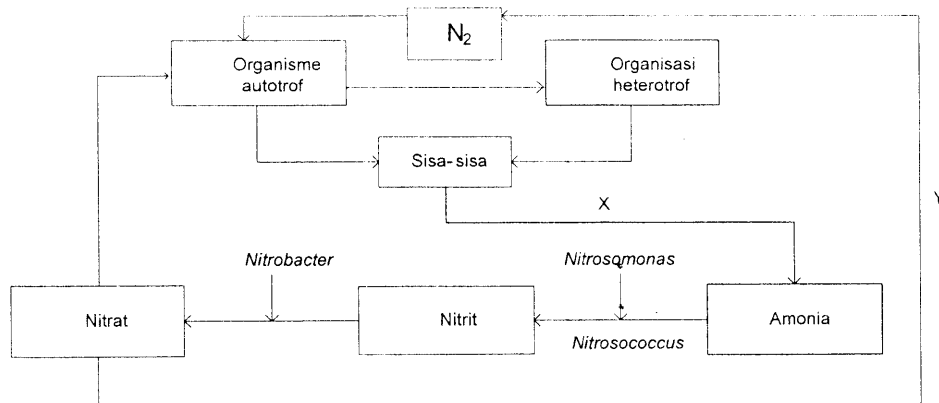 N₂
Organisme
autotrof
Organisasi
heterotrof
Sisa-sisa
X
Y
Nitrobacter
Nitrosomonas
Nitrat
Nitrit
Amonia
Nitrosococcus